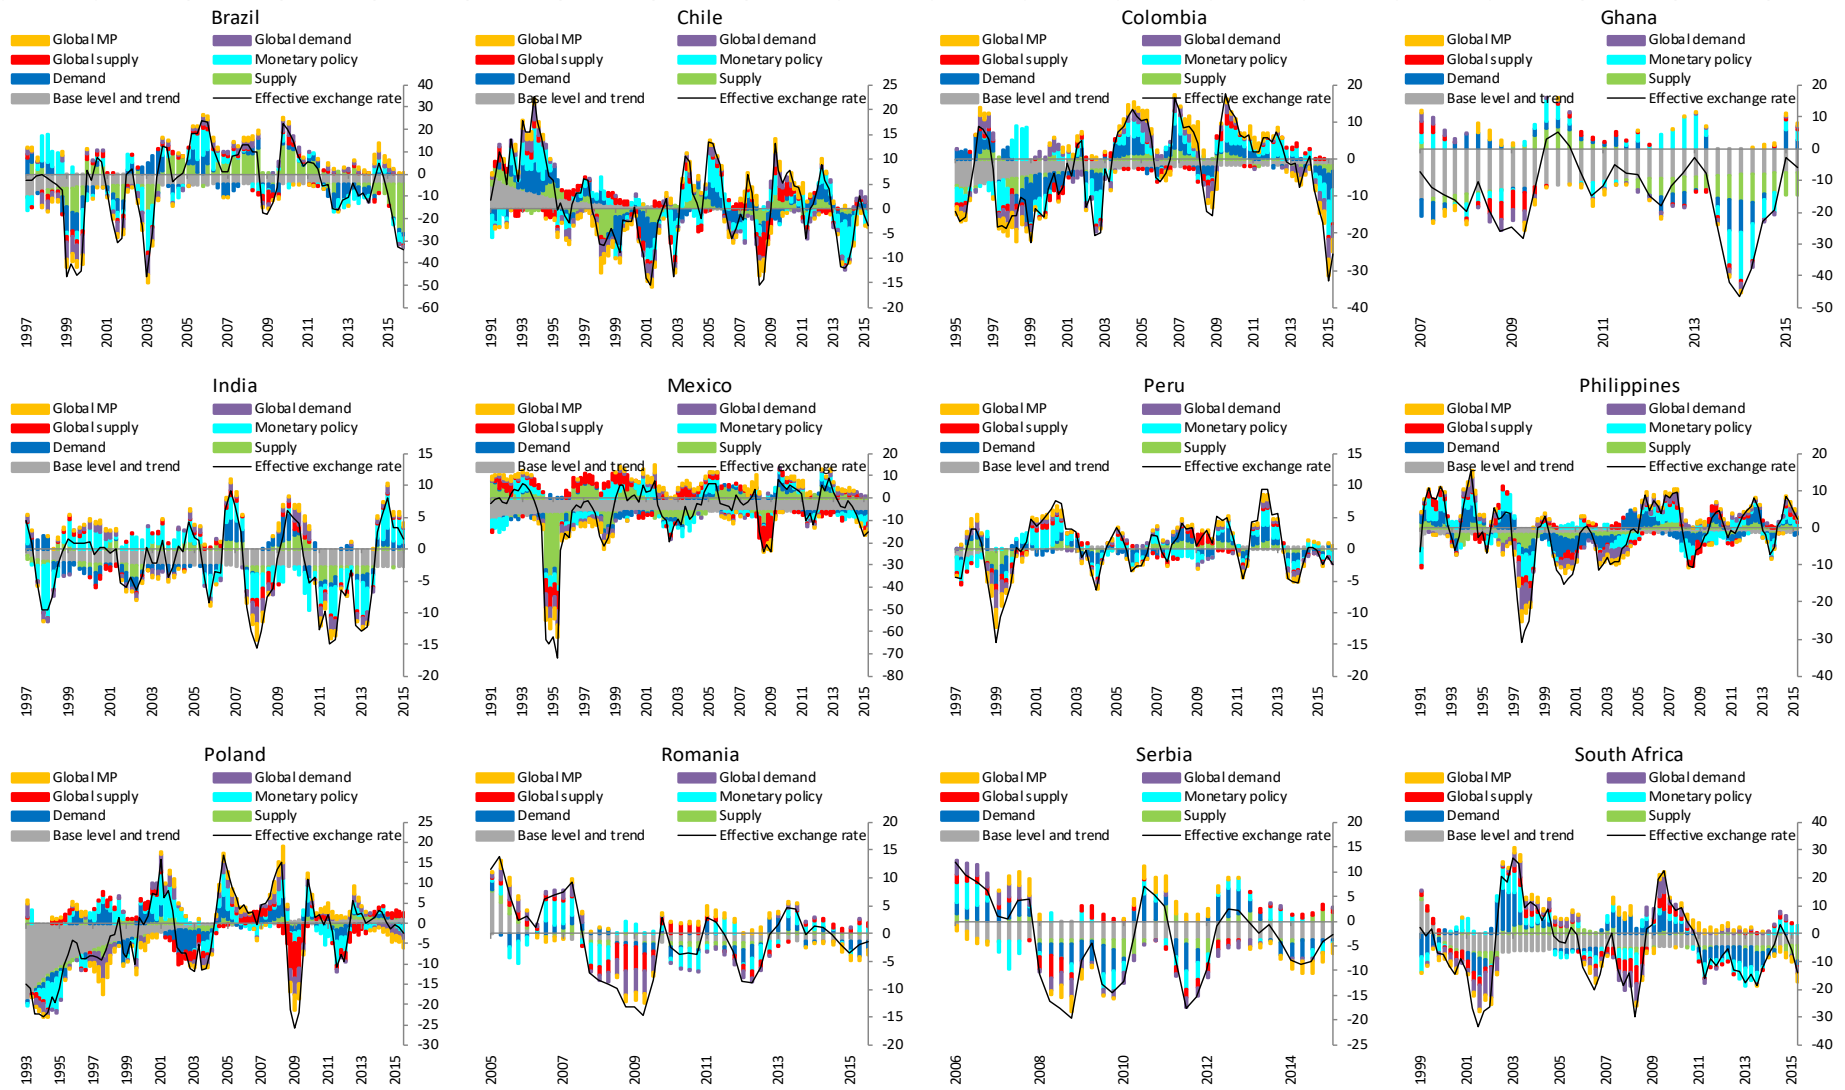 Brazil
Global MP Global demand
Global supply Monetary policy
Demand Supply
Base level and trend Effective exchange rate
40
30
20
10
0
-10
-20
-30
-40
-50
-60
1997 1999 2001 2003 2005 2007 2009 2011 2013 2015
Chile
Global MP Global demand
Global supply Monetary policy
Demand Supply
Base level and trend Effective exchange rate
25
20
15
10
5
0
-5
-10
-15
-20
1991 1993 1995 1997 1999 2001 2003 2005 2007 2009 2011 2013 2015
Colombia
Global MP Global demand
Global supply Monetary policy
Demand Supply
Base level and trend Effective exchange rate
20
10
0
-10
-20
-30
-40
1995 1997 1999 2001 2003 2005 2007 2009 2011 2013 2015
Ghana
Global MP Global demand
Global supply Monetary policy
Demand Supply
Base level and trend Effective exchange rate
20
10
0
-10
-20
-30
-40
-50
2007 2009 2011 2013 2015
India
Global MP Global demand
Global supply Monetary policy
Demand Supply
Base level and trend Effective exchange rate
15
10
5
0
-5
-10
-15
-20
1997 1999 2001 2003 2005 2007 2009 2011 2013 2015
Mexico
Global MP Global demand
Global supply Monetary policy
Demand Supply
Base level and trend Effective exchange rate
20
10
0
-10
-20
-30
-40
-50
-60
-70
-80
1991 1993 1995 1997 1999 2001 2003 2005 2007 2009 2011 2013 2015
Peru
Global MP Global demand
Global supply Monetary policy
Demand Supply
Base level and trend Effective exchange rate
15
10
5
0
-5
-10
-15
-20
1997 1999 2001 2003 2005 2007 2009 2011 2013 2015
Philippines
Global MP Global demand
Global supply Monetary policy
Demand Supply
Base level and trend Effective exchange rate
20
10
0
-10
-20
-30
-40
1991 1993 1995 1997 1999 2001 2003 2005 2007 2009 2011 2013 2015
Poland
Global MP Global demand
Global supply Monetary policy
Demand Supply
Base level and trend Effective exchange rate
25
20
15
10
5
0
-5
-10
-15
-20
-25
-30
1993 1995 1997 1999 2001 2003 2005 2007 2009 2011 2013 2015
Romania
Global MP Global demand
Global supply Monetary policy
Demand Supply
Base level and trend Effective exchange rate
20
15
10
5
0
-5
-10
-15
-20
2005 2007 2009 2011 2013 2015
Serbia
Global MP Global demand
Global supply Monetary policy
Demand Supply
Base level and trend Effective exchange rate
20
15
10
5
0
-5
-10
-15
-20
-25
2006 2008 2010 2012 2014
South Africa
Global MP Global demand
Global supply Monetary policy
Demand Supply
Base level and trend Effective exchange rate
40
30
20
10
0
-10
-20
-30
-40
1999 2001 2003 2005 2007 2009 2011 2013 2015